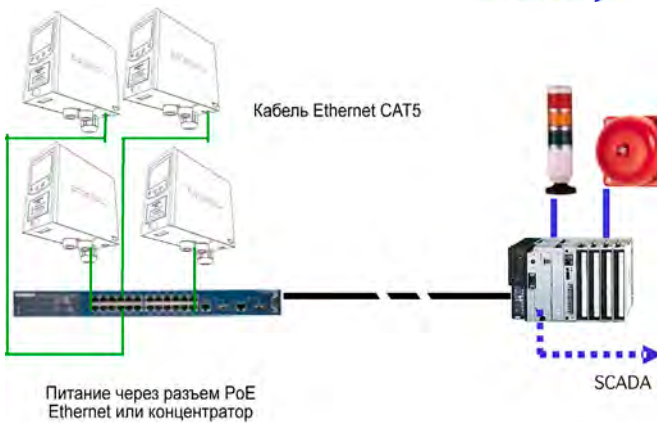 Кабель Ethernet CAT5
SCADA
Питание через разъем PoE
Ethernet или концентратор